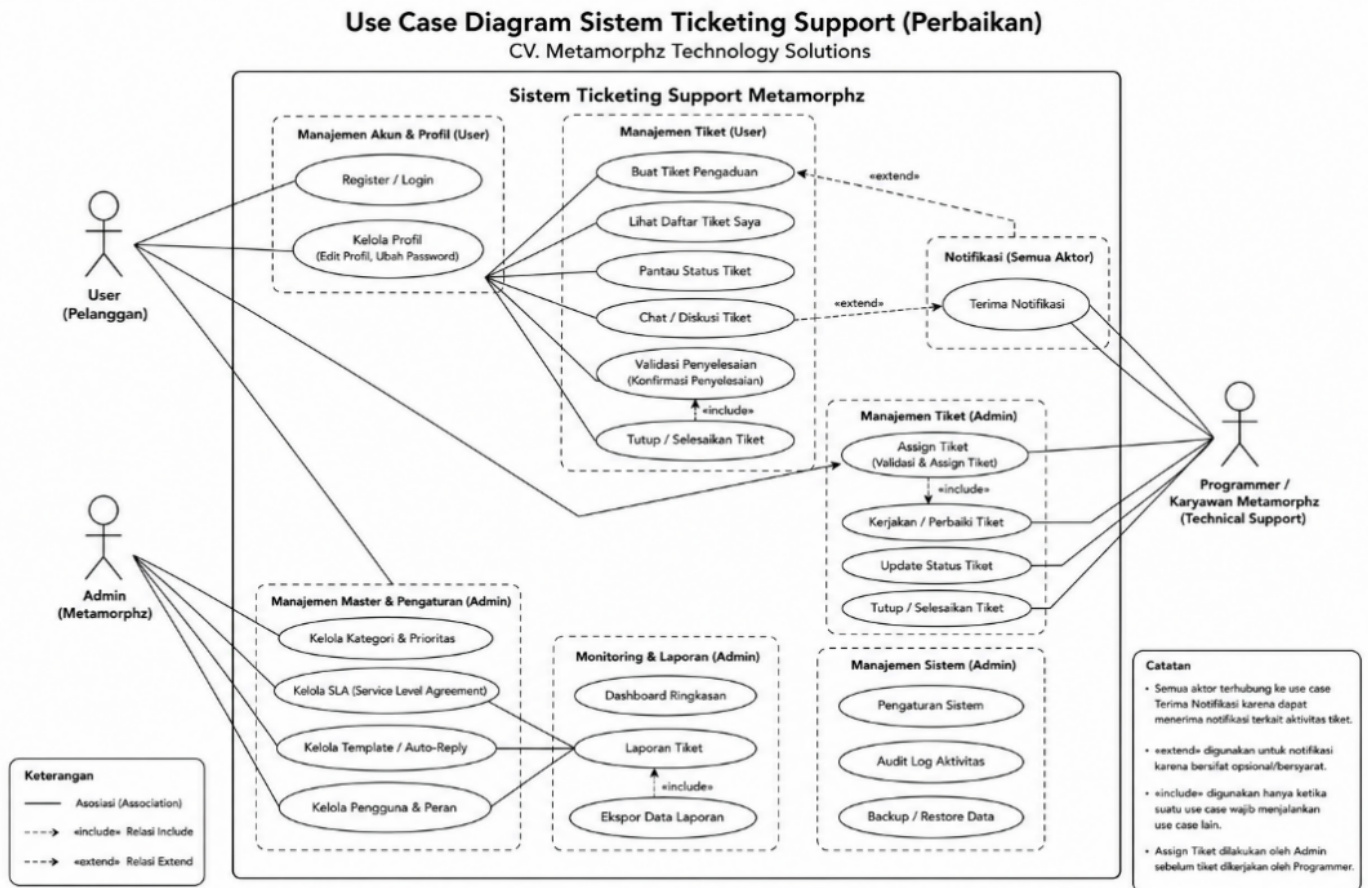 Use Case Diagram Sistem Ticketing Support (Perbaikan)
CV. Metamorphz Technology Solutions
Sistem Ticketing Support Metamorphz
Manajemen Akun & Profil (User)
Register / Login
Kelola Profil
(Edit Profil, Ubah Password)
User
(Pelanggan)
Manajemen Tiket (User)
Buat Tiket Pengaduan
Lihat Daftar Tiket Saya
Pantau Status Tiket
Chat / Diskusi Tiket
Validasi Penyelesaian
(Konfirmasi Penyelesaian)
«include»
Tutup / Selesaikan Tiket
«extend»
«extend»
Notifikasi (Semua Aktor)
Terima Notifikasi
Manajemen Tiket (Admin)
Assign Tiket
(Validasi & Assign Tiket)
«include»
Kerjakan / Perbaiki Tiket
Update Status Tiket
Tutup / Selesaikan Tiket
Programmer /
Karyawan Metamorphz
(Technical Support)
Admin
(Metamorphz)
Manajemen Master & Pengaturan (Admin)
Kelola Kategori & Prioritas
Kelola SLA (Service Level Agreement)
Kelola Template / Auto-Reply
Kelola Pengguna & Peran
Monitoring & Laporan (Admin)
Dashboard Ringkasan
Laporan Tiket
«include»
Ekspor Data Laporan
Manajemen Sistem (Admin)
Pengaturan Sistem
Audit Log Aktivitas
Backup / Restore Data
Keterangan
Asosiasi (Association)
«include» Relasi Include
«extend» Relasi Extend
Catatan
• Semua aktor terhubung ke use case
Terima Notifikasi karena dapat
menerima notifikasi terkait aktivitas tiket.
• «extend» digunakan untuk notifikasi
karena bersifat opsional/bersyarat.
• «include» digunakan hanya ketika
suatu use case wajib menjalankan
use case lain.
• Assign Tiket dilakukan oleh Admin
sebelum tiket dikerjakan oleh Programmer.